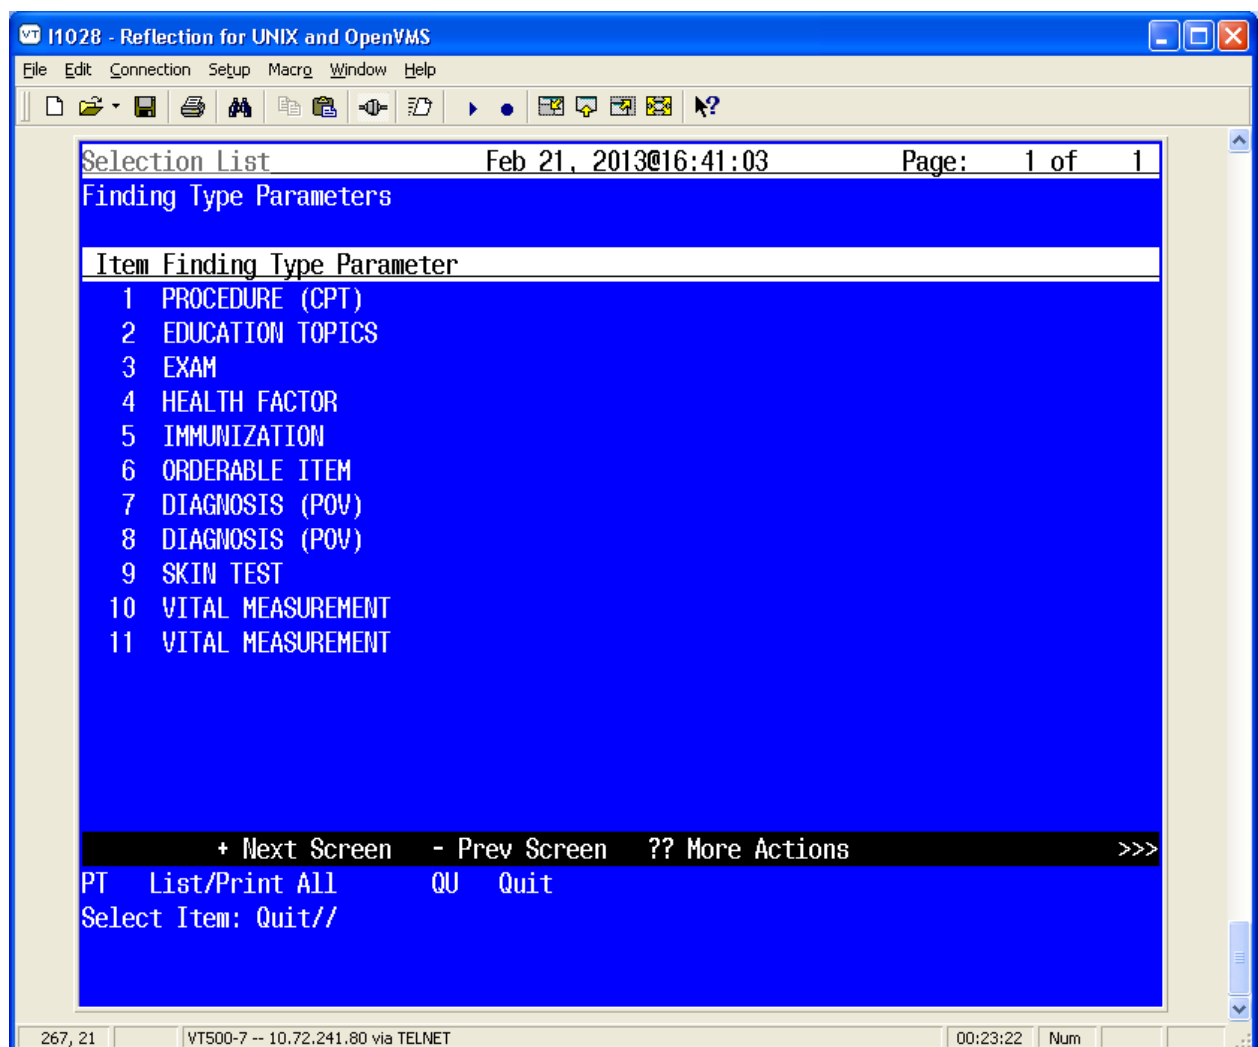 I1028 - Reflection for UNIX and OpenVMS
File Edit Connection Setup Macro Window Help
Selection List Feb 21, 2013@16:41:03 Page: 1 of 1
Finding Type Parameters
Item Finding Type Parameter
1 PROCEDURE (CPT)
2 EDUCATION TOPICS
3 EXAM
4 HEALTH FACTOR
5 IMMUNIZATION
6 ORDERABLE ITEM
7 DIAGNOSIS (POV)
8 DIAGNOSIS (POV)
9 SKIN TEST
10 VITAL MEASUREMENT
11 VITAL MEASUREMENT
+ Next Screen - Prev Screen ?? More Actions >>>
PT List/Print All QU Quit
Select Item: Quit//
267, 21 VT500-7 -- 10.72.241.80 via TELNET 00:23:22 Num